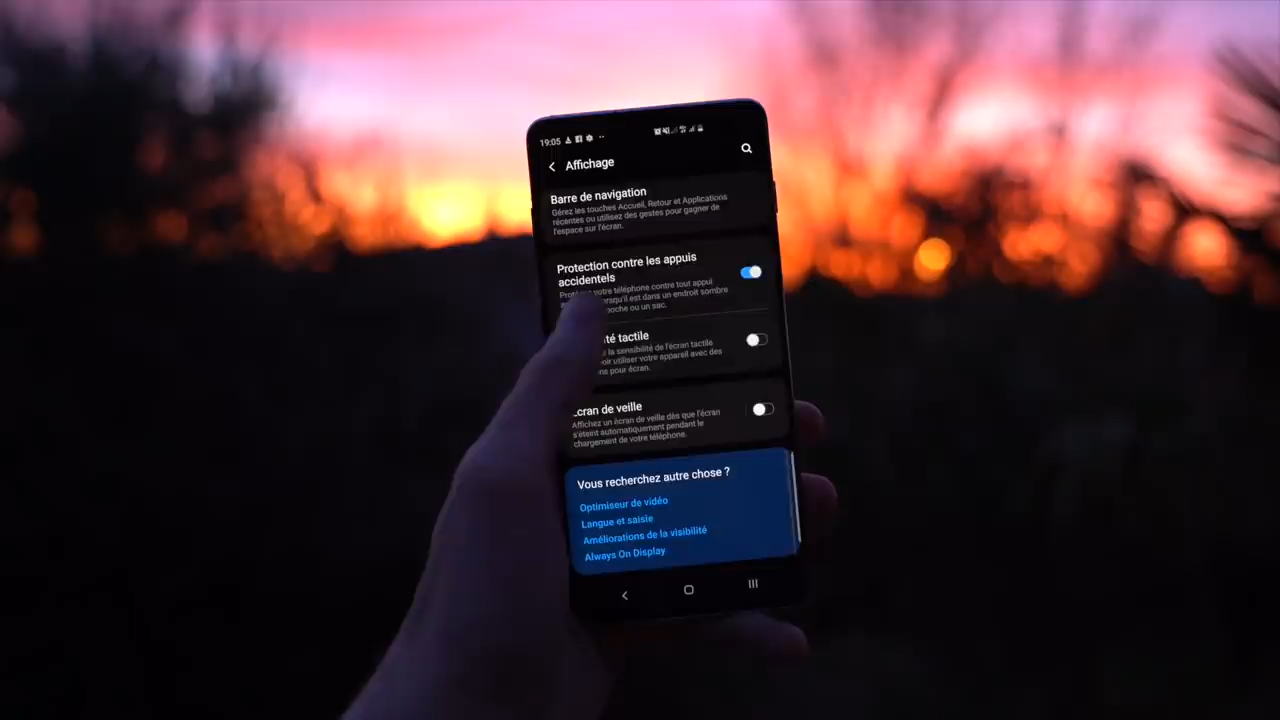 19:05
Affichage
Barre de navigation
Gérez les touches Accueil, Retour et Applications
récentes ou utilisez des gestes pour gagner de
l'espace sur l'écran.
Protection contre les appuis
accidentels
votre téléphone contre tout appui
lorsqu'il est dans un endroit sombre
poche ou un sac.
té tactile
la sensibilité de l'écran tactile
utiliser votre appareil avec des
pour écran.
cran de veille
Affichez un écran de veille dès que l'écran
s'éteint automatiquement pendant le
chargement de votre téléphone.
Vous recherchez autre chose ?
Optimiseur de vidéo
Langue et saisie
Améliorations de la visibilité
Always On Display